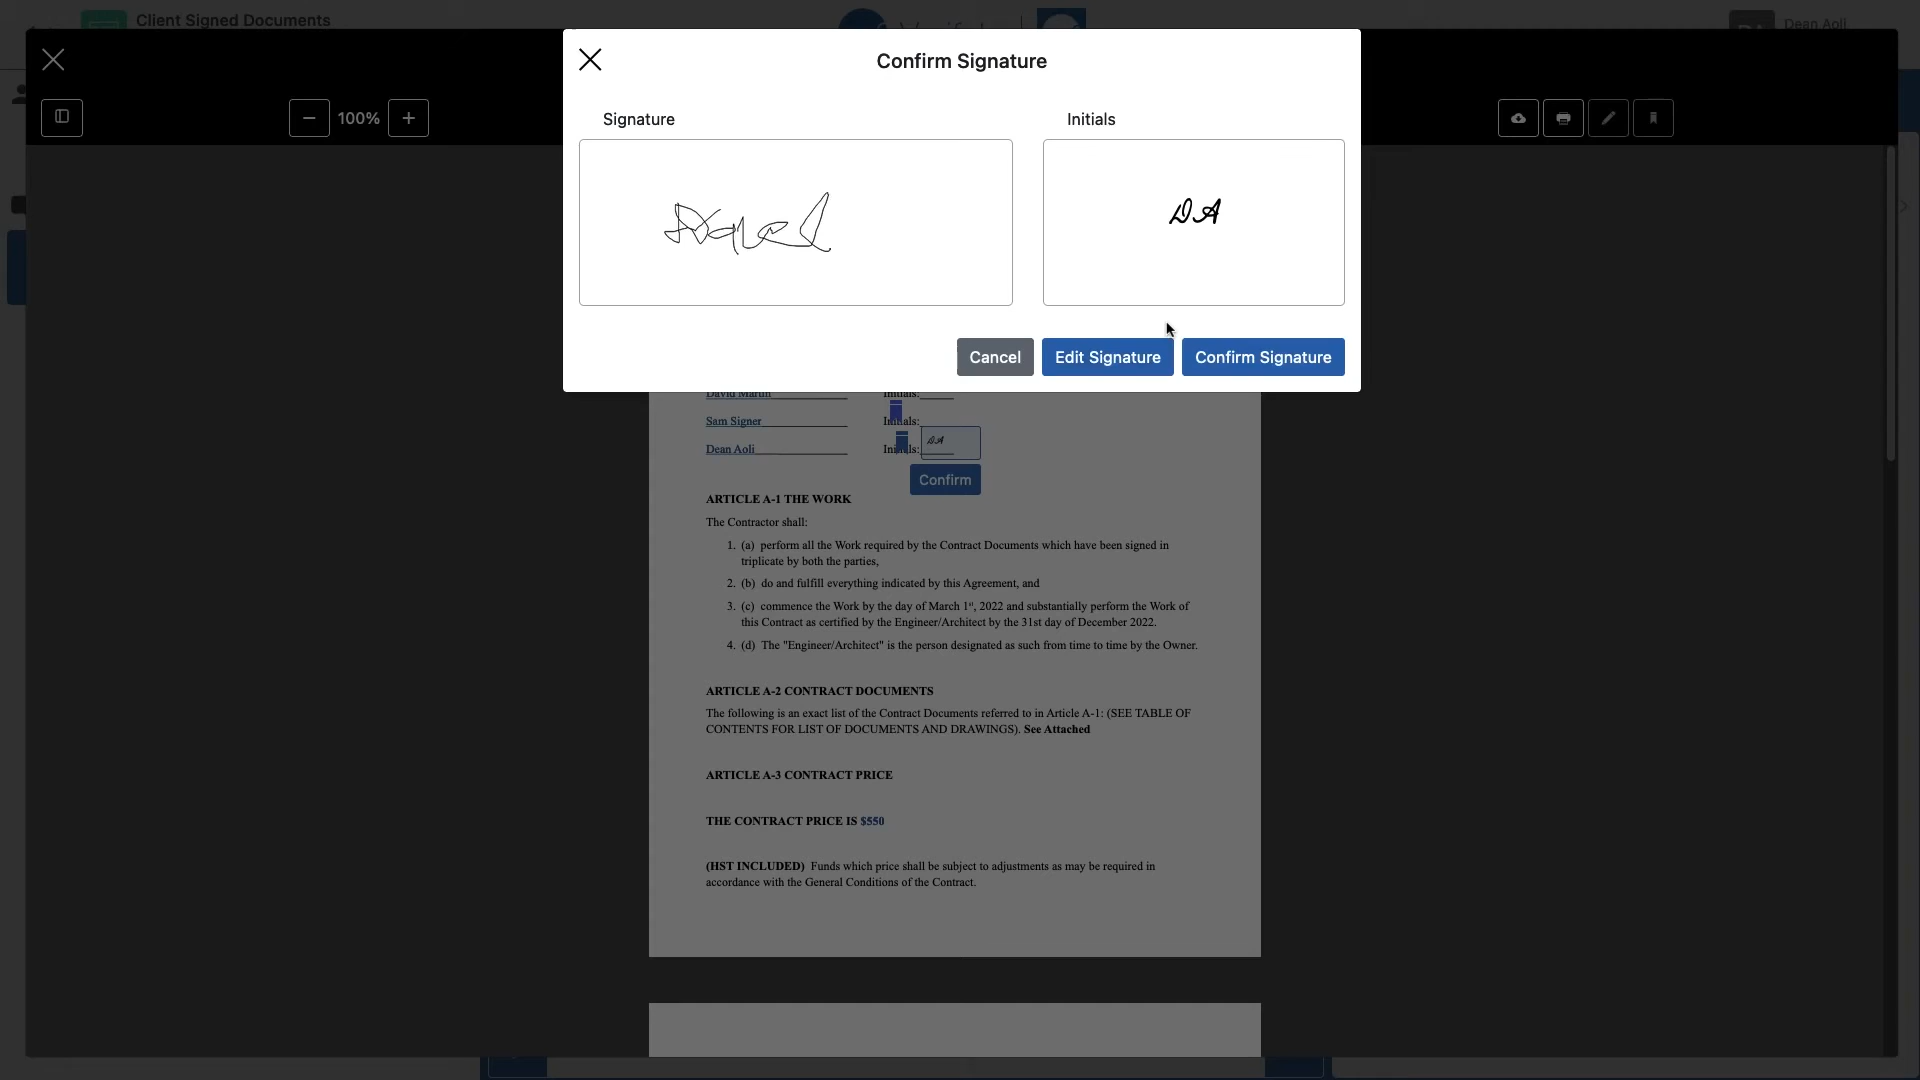 Client Signed Documents
Dean Aoli
Confirm Signature
100%
Signature
Initials
Signed
DA
Cancel
Edit Signature
Confirm Signature
David Martin Initials:
Sam Signer Initials:
Dean Aoli Initials: DA
Confirm
ARTICLE A-1 THE WORK
The Contractor shall:
1. (a) perform all the Work required by the Contract Documents which have been signed in
triplicate by both the parties,
2. (b) do and fulfill everything indicated by this Agreement, and
3. (c) commence the Work by the day of March 1st, 2022 and substantially perform the Work of
this Contract as certified by the Engineer/Architect by the 31st day of December 2022.
4. (d) The "Engineer/Architect" is the person designated as such from time to time by the Owner.
ARTICLE A-2 CONTRACT DOCUMENTS
The following is an exact list of the Contract Documents referred to in Article A-1: (SEE TABLE OF
CONTENTS FOR LIST OF DOCUMENTS AND DRAWINGS). See Attached
ARTICLE A-3 CONTRACT PRICE
THE CONTRACT PRICE IS $550
(HST INCLUDED) Funds which price shall be subject to adjustments as may be required in
accordance with the General Conditions of the Contract.